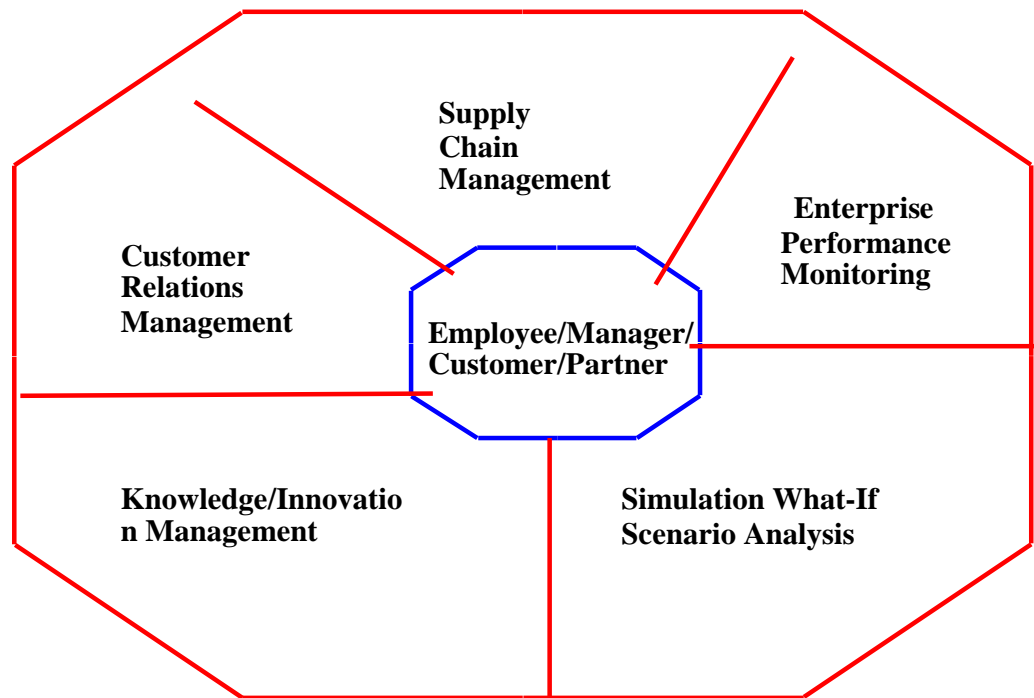 Supply
Chain
Management
Enterprise
Performance
Monitoring
Customer
Relations
Management
Employee/Manager/
Customer/Partner
Knowledge/Innovatio
n Management
Simulation What-If
Scenario Analysis